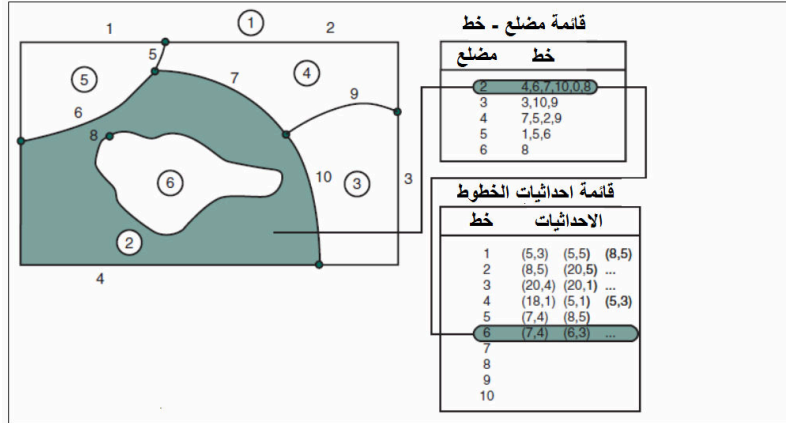 1
1
2
5
5
4
7
6
9
8
6
10
3
3
2
4
قائمة مضلع - خط
مضلع خط
2 4,6,7,10,0,8
3 3,10,9
4 7,5,2,9
5 1,5,6
6 8
قائمة احداثيات الخطوط
خط الاحداثيات
1 (5,3) (5,5) (8,5)
2 (8,5) (20,5) ...
3 (20,4) (20,1) ...
4 (18,1) (5,1) (5,3)
5 (7,4) (8,5)
6 (7,4) (6,3) ...
7
8
9
10